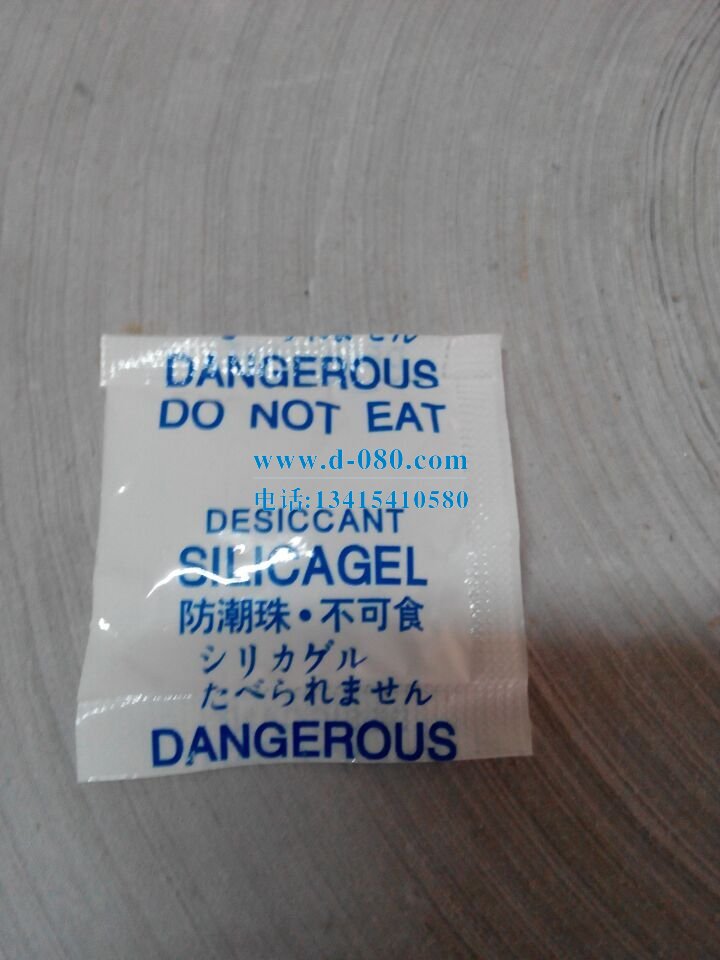 DANGEROUS
DO NOT EAT
www.d-080.com
电话:13415410580
DESICCANT
SILICAGEL
防潮珠·不可食
シリカゲル
たべられません
DANGEROUS